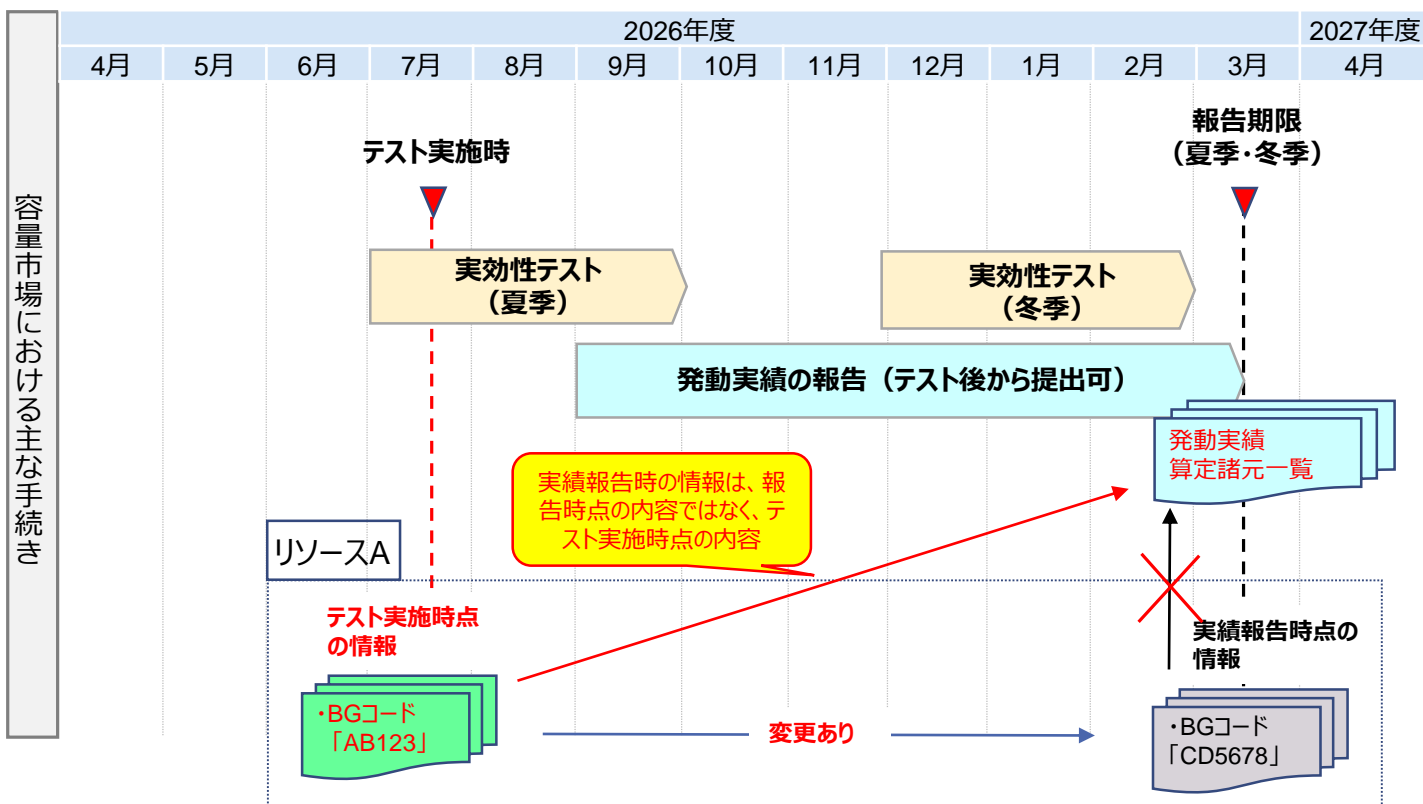 容量市場における主な手続き
2026年度
2027年度
4月
5月
6月
7月
8月
9月
10月
11月
12月
1月
2月
3月
4月
テスト実施時
報告期限
(夏季・冬季)
実効性テスト
(夏季)
実効性テスト
(冬季)
発動実績の報告(テスト後から提出可)
発動実績
算定諸元一覧
実績報告時の情報は、報
告時点の内容ではなく、テ
スト実施時点の内容
リソースA
テスト実施時点
の情報
実績報告時点の
情報
・BGコード
「AB123」
変更あり
・BGコード
「CD5678」